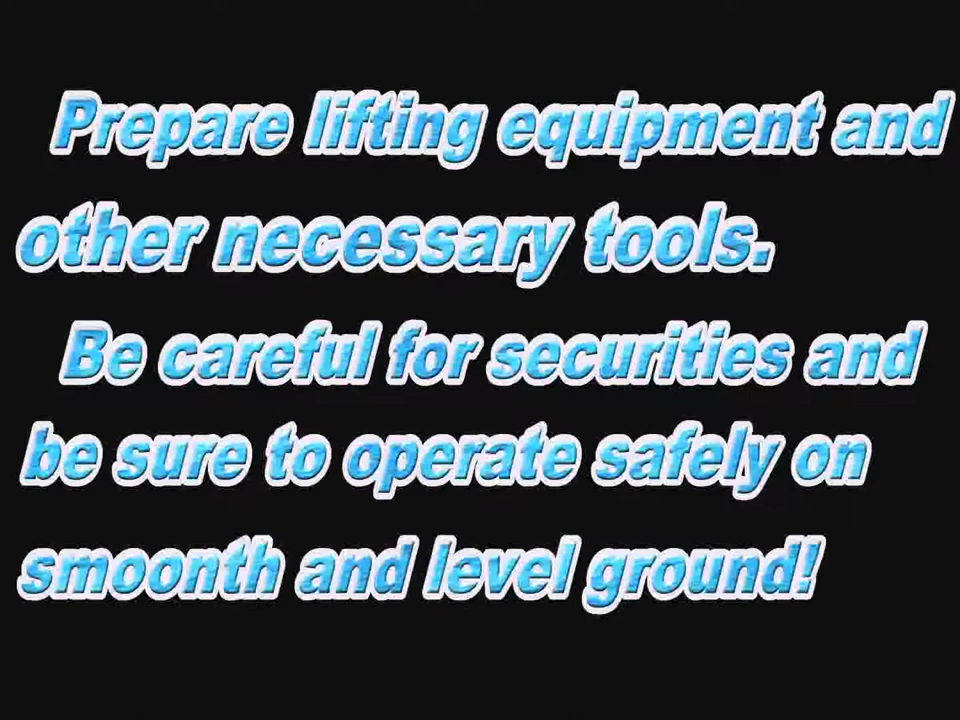 Prepare lifting equipment and
other necessary tools.
Be careful for securities and
be sure to operate safely on
smoonth and level ground!